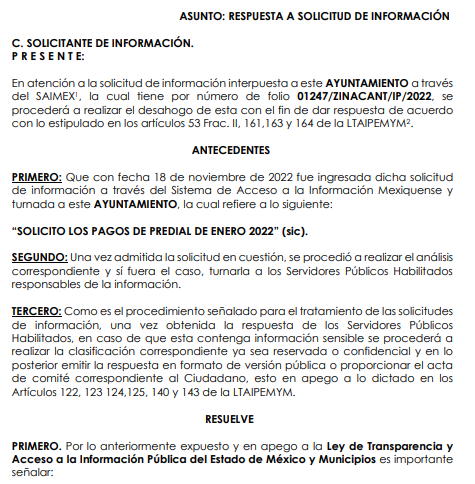 ASUNTO: RESPUESTA A SOLICITUD DE INFORMACIÓN
C. SOLICITANTE DE INFORMACIÓN.
P R E S E N T E:
En atención a la solicitud de información interpuesta a este AYUNTAMIENTO a través
del SAIMEX¹, la cual tiene por número de folio 01247/ZINACANT/IP/2022, se
procederá a realizar el desahogo de esta con el fin de dar respuesta de acuerdo
con lo estipulado en los artículos 53 Frac. II, 161,163 y 164 de la LTAIPEMYM².
ANTECEDENTES
PRIMERO: Que con fecha 18 de noviembre de 2022 fue ingresada dicha solicitud
de información a través del Sistema de Acceso a la Información Mexiquense y
turnada a este AYUNTAMIENTO, la cual refiere a lo siguiente:
“SOLICITO LOS PAGOS DE PREDIAL DE ENERO 2022” (sic).
SEGUNDO: Una vez admitida la solicitud en cuestión, se procedió a realizar el análisis
correspondiente y sí fuera el caso, turnarla a los Servidores Públicos Habilitados
responsables de la información.
TERCERO: Como es el procedimiento señalado para el tratamiento de las solicitudes
de información, una vez obtenida la respuesta de los Servidores Públicos
Habilitados, en caso de que esta contenga información sensible se procederá a
realizar la clasificación correspondiente ya sea reservada o confidencial y en lo
posterior emitir la respuesta en formato de versión pública o proporcionar el acta
de comité correspondiente al Ciudadano, esto en apego a lo dictado en los
Artículos 122, 123 124,125, 140 y 143 de la LTAIPEMYM.
RESUELVE
PRIMERO. Por lo anteriormente expuesto y en apego a la Ley de Transparencia y
Acceso a la Información Pública del Estado de México y Municipios es importante
señalar: